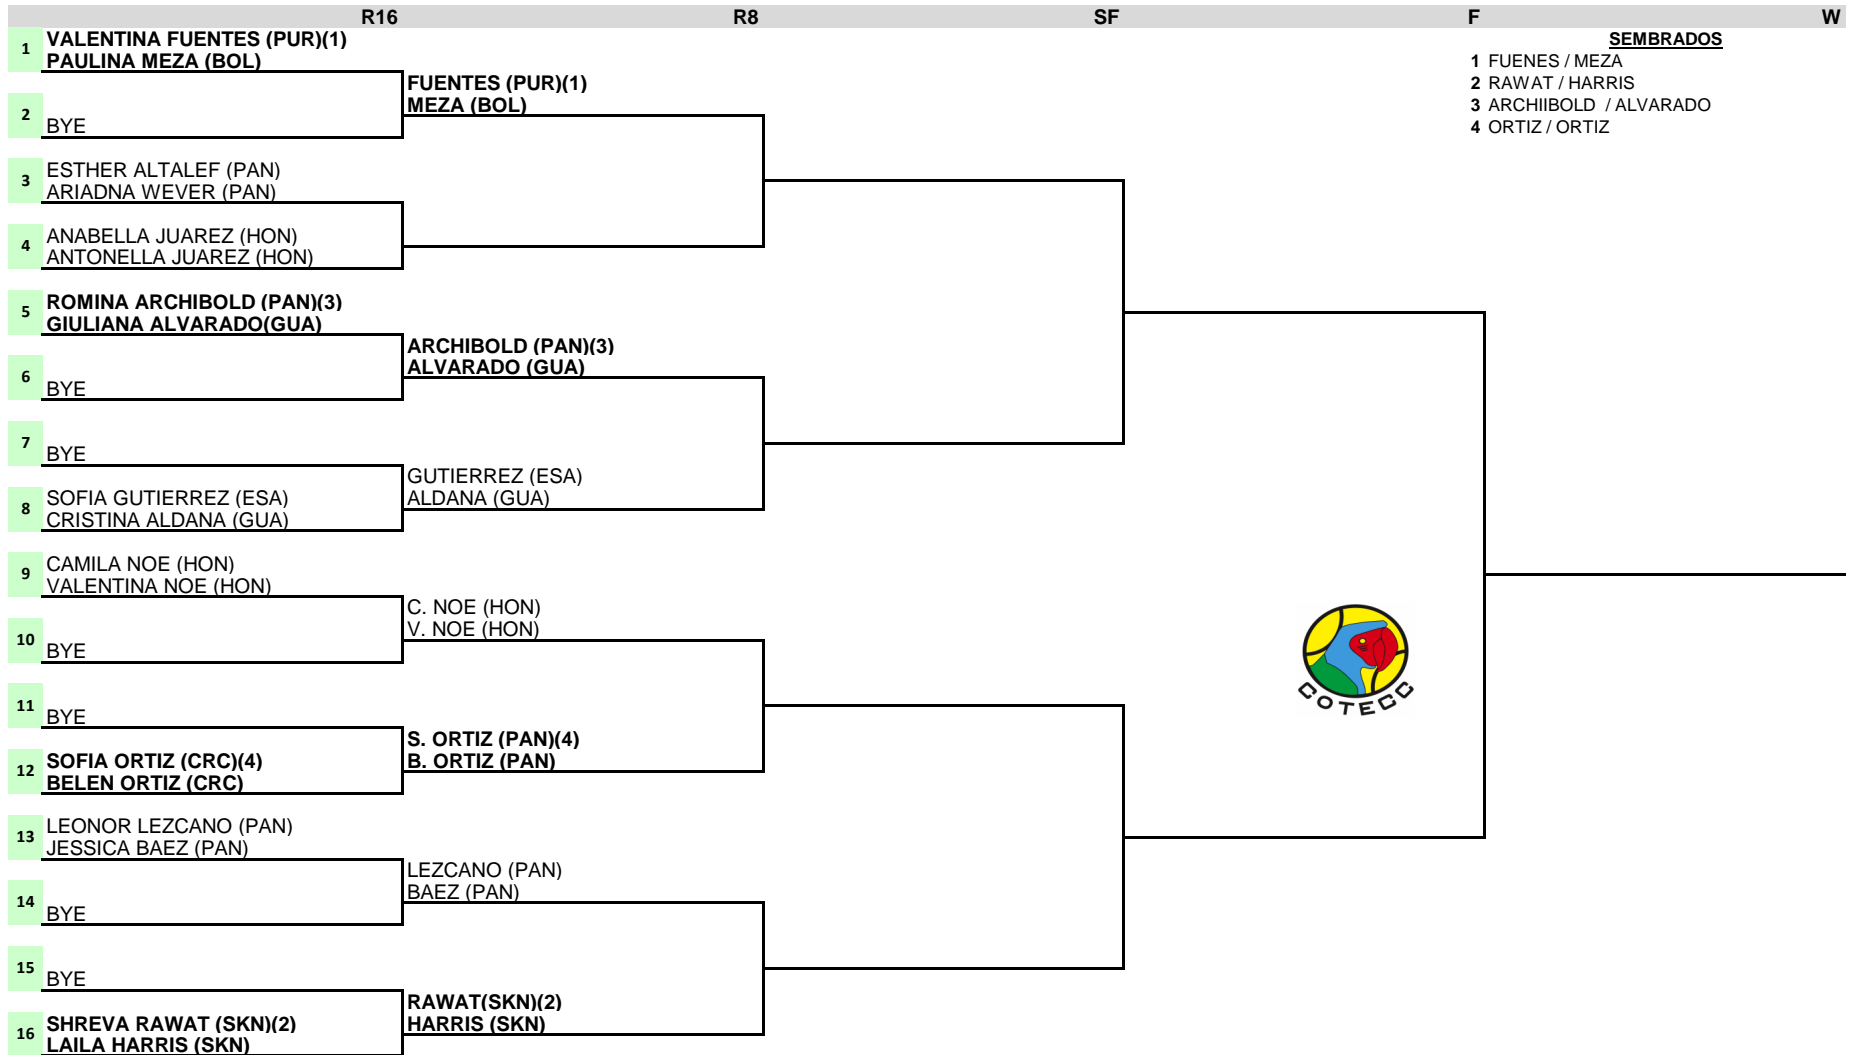 R16 R8 SF F W
1 VALENTINA FUENTES (PUR)(1)
PAULINA MEZA (BOL)
FUENTES (PUR)(1)
MEZA (BOL)
2 BYE
3 ESTHER ALTALEF (PAN)
ARIADNA WEVER (PAN)
4 ANABELLA JUAREZ (HON)
ANTONELLA JUAREZ (HON)
5 ROMINA ARCHIBOLD (PAN)(3)
GIULIANA ALVARADO(GUA)
ARCHIBOLD (PAN)(3)
ALVARADO (GUA)
6 BYE
7 BYE
GUTIERREZ (ESA)
ALDANA (GUA)
8 SOFIA GUTIERREZ (ESA)
CRISTINA ALDANA (GUA)
9 CAMILA NOE (HON)
VALENTINA NOE (HON)
C. NOE (HON)
V. NOE (HON)
10 BYE
11 BYE
S. ORTIZ (PAN)(4)
B. ORTIZ (PAN)
12 SOFIA ORTIZ (CRC)(4)
BELEN ORTIZ (CRC)
13 LEONOR LEZCANO (PAN)
JESSICA BAEZ (PAN)
LEZCANO (PAN)
BAEZ (PAN)
14 BYE
15 BYE
RAWAT(SKN)(2)
HARRIS (SKN)
16 SHREVA RAWAT (SKN)(2)
LAILA HARRIS (SKN)
SEMBRADOS
1 FUENES / MEZA
2 RAWAT / HARRIS
3 ARCHIIBOLD / ALVARADO
4 ORTIZ / ORTIZ
COTECC